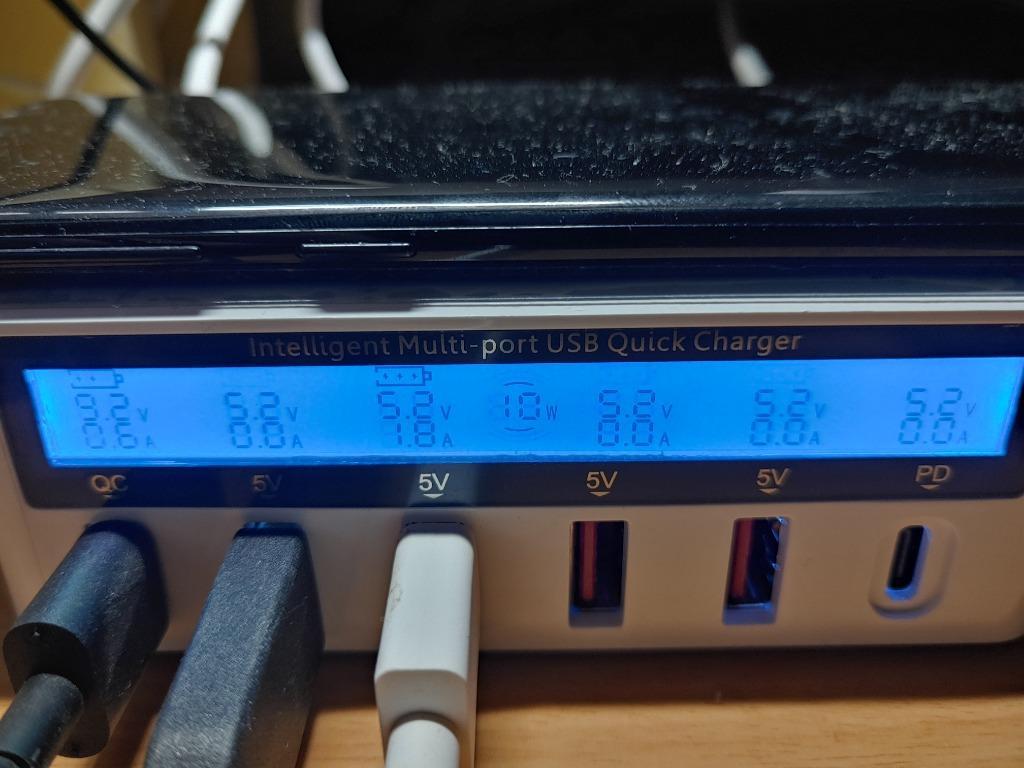 Intelligent Multi-port USB Quick Charger
9.2V 5.2V 5.2V 10W 5.2V 5.2V 5.2V
0.6A 0.0A 1.8A 0.0A 0.0A 0.0A
QC 5V 5V 5V 5V PD